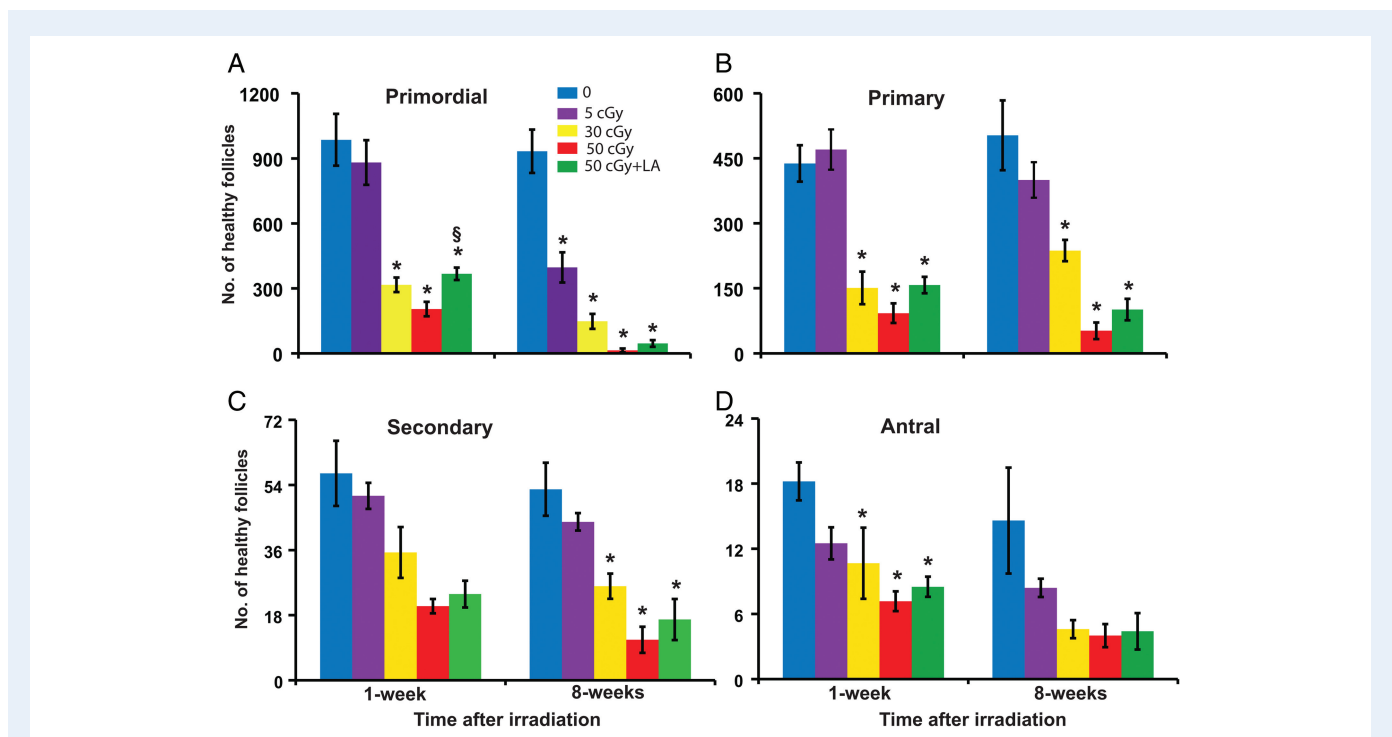 A
Primordial
1200
900
600
300
0
No. of healthy follicles
0
5 cGy
30 cGy
50 cGy
50 cGy+LA
*
*
§
*
*
*
*
*
B
Primary
600
450
300
150
0
*
*
*
*
*
*
C
Secondary
72
54
36
18
0
No. of healthy follicles
*
*
*
1-week
8-weeks
Time after irradiation
D
Antral
24
18
12
6
0
*
*
*
1-week
8-weeks
Time after irradiation